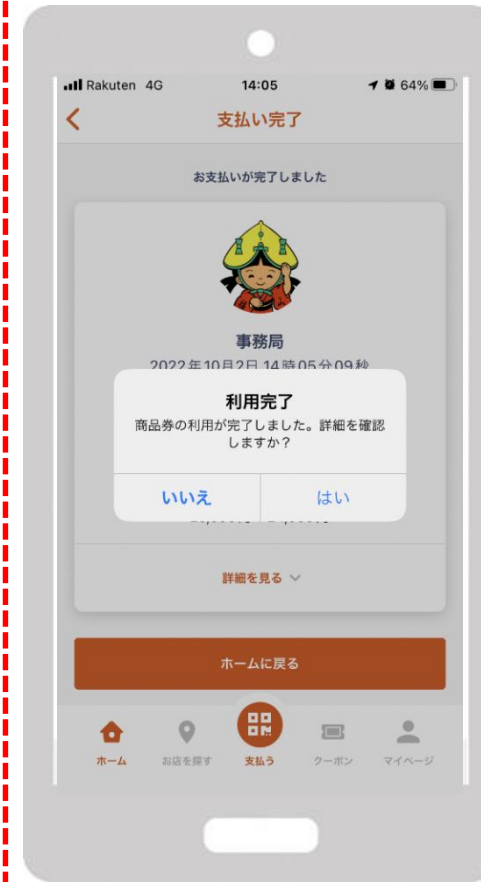 Rakuten 4G 14:05 64%
支払い完了
お支払いが完了しました
事務局
2022年10月2日 14時05分09秒
利用完了
商品券の利用が完了しました。詳細を確認
しますか？
いいえ はい
詳細を見る
ホームに戻る
ホーム お店を探す 支払う クーポン マイページ